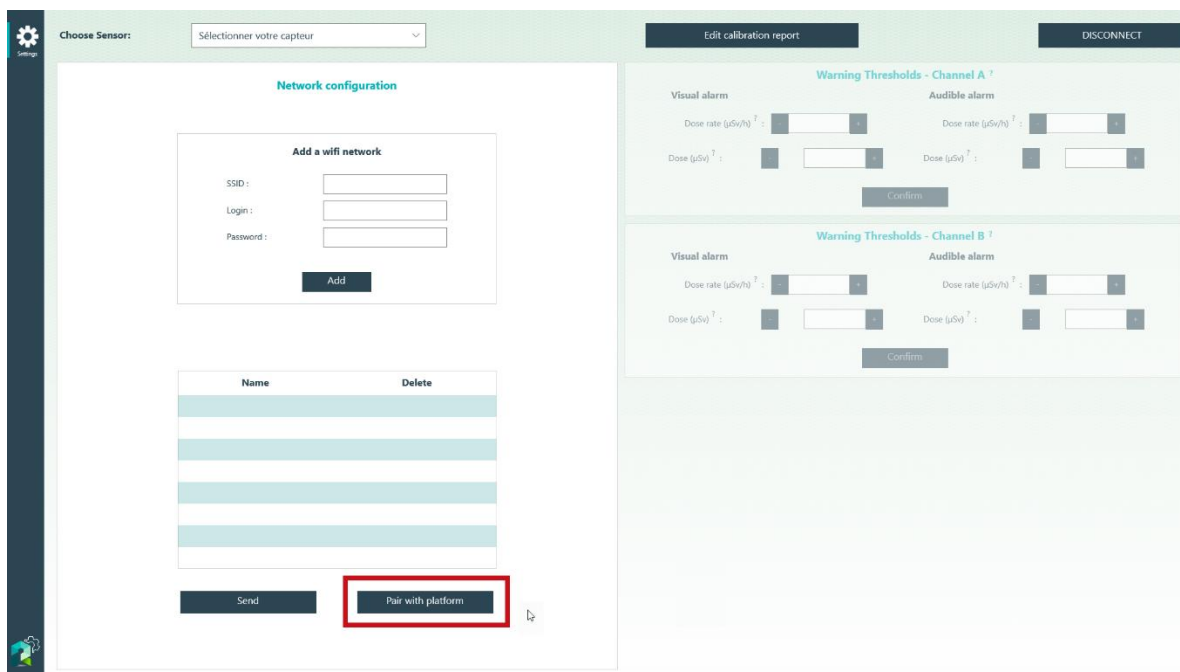 Settings
Choose Sensor: Sélectionner votre capteur
Edit calibration report
DISCONNECT
Network configuration
Add a wifi network
SSID :
Login :
Password :
Add
Name Delete
Send
Pair with platform
Warning Thresholds - Channel A ?
Visual alarm Audible alarm
Dose rate (µSv/h) ? : - + Dose rate (µSv/h) ? : - +
Dose (µSv) ? : - + Dose (µSv) ? : - +
Confirm
Warning Thresholds - Channel B ?
Visual alarm Audible alarm
Dose rate (µSv/h) ? : - + Dose rate (µSv/h) ? : - +
Dose (µSv) ? : - + Dose (µSv) ? : - +
Confirm